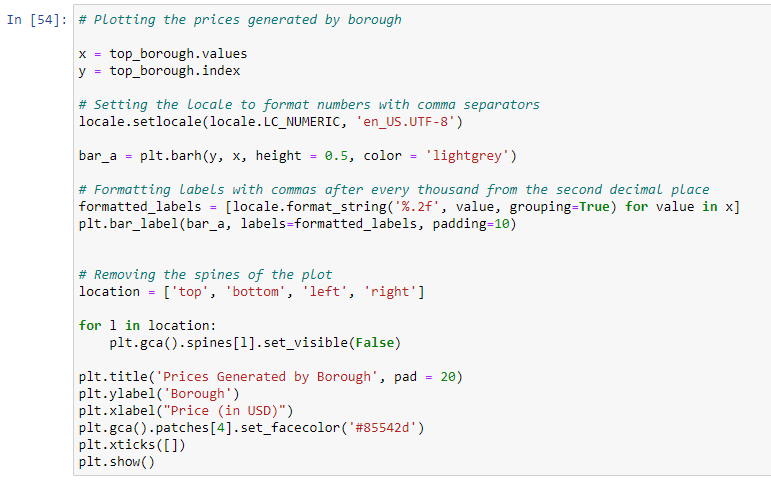 In [54]: # Plotting the prices generated by borough
x = top_borough.values
y = top_borough.index
# Setting the locale to format numbers with comma separators
locale.setlocale(locale.LC_NUMERIC, 'en_US.UTF-8')
bar_a = plt.barh(y, x, height = 0.5, color = 'lightgrey')
# Formatting labels with commas after every thousand from the second decimal place
formatted_labels = [locale.format_string('%.2f', value, grouping=True) for value in x]
plt.bar_label(bar_a, labels=formatted_labels, padding=10)
# Removing the spines of the plot
location = ['top', 'bottom', 'left', 'right']
for l in location:
    plt.gca().spines[l].set_visible(False)
plt.title('Prices Generated by Borough', pad = 20)
plt.ylabel('Borough')
plt.xlabel("Price (in USD)")
plt.gca().patches[4].set_facecolor('#85542d')
plt.xticks([])
plt.show()